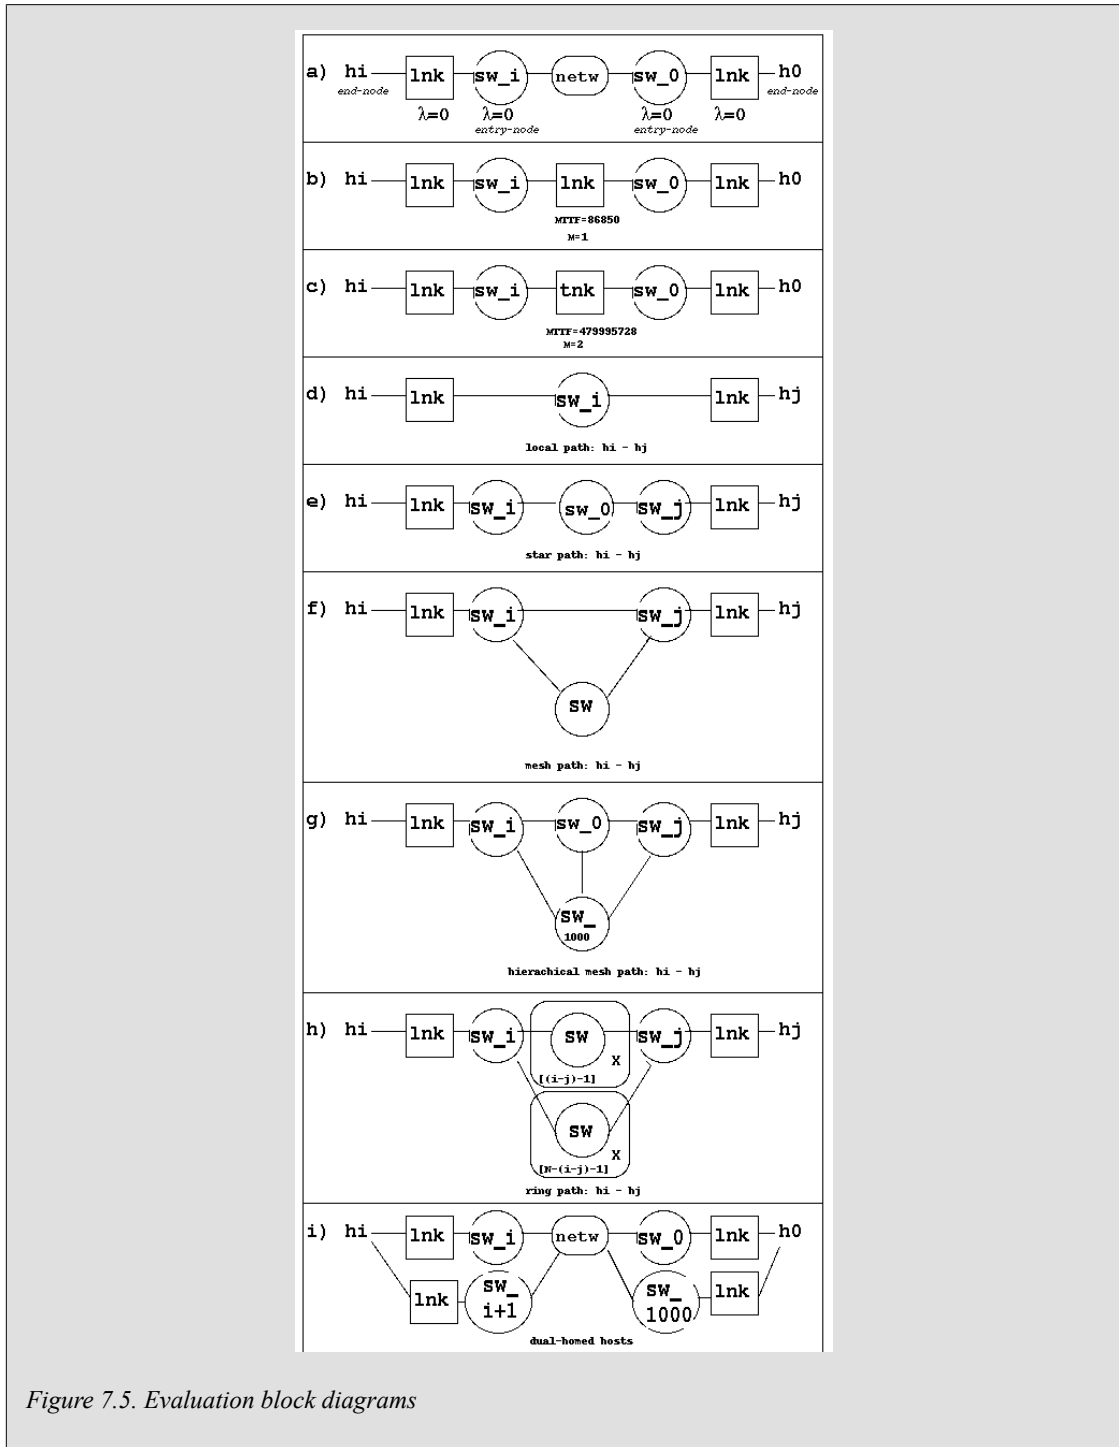 a) hi lnk sw_i netw sw_0 lnk h0
end-node end-node
λ=0 λ=0 λ=0 λ=0
entry-node entry-node
b) hi lnk sw_i lnk sw_0 lnk h0
MTTF=86850
M=1
c) hi lnk sw_i tnk sw_0 lnk h0
MTTF=479995728
M=2
d) hi lnk sw_i lnk hj
local path: hi - hj
e) hi lnk sw_i sw_0 sw_j lnk hj
star path: hi - hj
f) hi lnk sw_i sw_j lnk hj
sw
mesh path: hi - hj
g) hi lnk sw_i sw_0 sw_j lnk hj
sw_
1000
hierachical mesh path: hi - hj
h) hi lnk sw_i sw sw_j lnk hj
X
[(i-j)-1]
sw
X
[N-(i-j)-1]
ring path: hi - hj
i) hi lnk sw_i netw sw_0 lnk h0
lnk sw_ sw_ lnk
i+1 1000
dual-homed hosts
Figure 7.5. Evaluation block diagrams